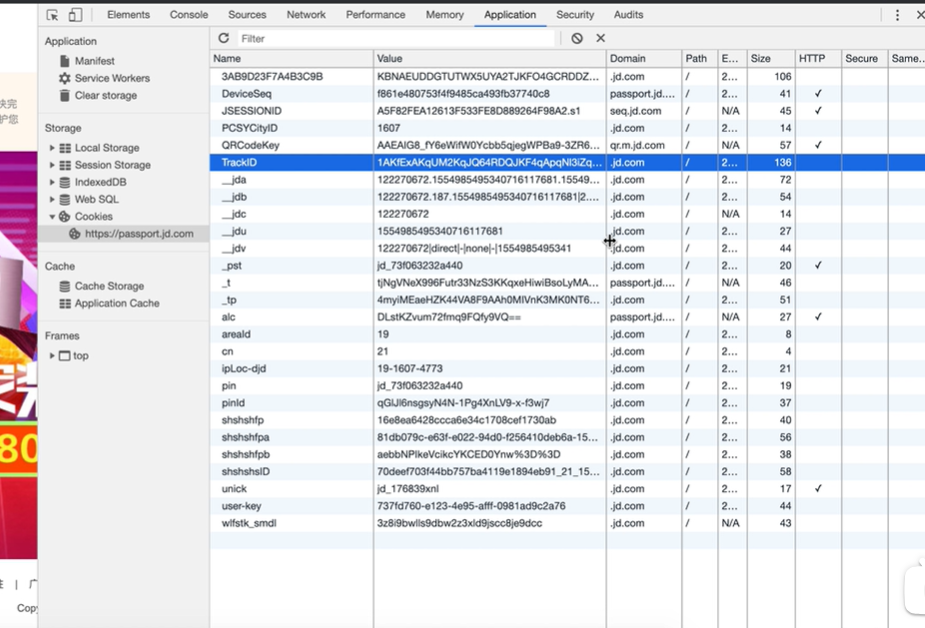 Elements Console Sources Network Performance Memory Application Security Audits
Application
Manifest
Service Workers
Clear storage
Storage
Local Storage
Session Storage
IndexedDB
Web SQL
Cookies
https://passport.jd.com
Cache
Cache Storage
Application Cache
Frames
top
Filter
Name Value Domain Path E... Size HTTP Secure Same...
3AB9D23F7A4B3C9B KBNAEUDDGTUTWX5UYA2TJKFO4GCRDDZ... .jd.com / 2... 106
DeviceSeq f861e480753f4f9485ca493fb37740c8 passport.jd.... / 2... 41 ✓
JSESSIONID A5F82FEA12613F533FE8D889264F98A2.s1 seq.jd.com / N/A 45 ✓
PCSYCityID 1607 .jd.com / 2... 14
QRCodeKey AAEAIG8_fY6eWifW0Ycbb5qjegWPBa9-3ZR6... qr.m.jd.com / N/A 57 ✓
TrackID 1AKfExAKqUM2KqJQ64RDQJKF4qApqNl3iZq... .jd.com / 2... 136
__jda 122270672.1554985495340716117681.15549... .jd.com / 2... 72
__jdb 122270672.187.1554985495340716117681|2.... .jd.com / 2... 54
__jdc 122270672 .jd.com / N/A 14
__jdu 1554985495340716117681 .jd.com / 2... 27
__jdv 122270672|direct|-|none|-|1554985495341 .jd.com / 2... 44
_pst jd_73f063232a440 .jd.com / 2... 20 ✓
_t tjNgVNeX996Futr33NzS3KKqxeHiwiBsoLyMA... passport.jd.... / N/A 46
_tp 4myiMEaeHZK44VA8F9AAh0MIVnK3MK0NT6... .jd.com / 2... 51
alc DLstKZvum72fmq9FQfy9VQ== passport.jd.... / N/A 27 ✓
areaId 19 .jd.com / 2... 8
cn 21 .jd.com / 2... 4
ipLoc-djd 19-1607-4773 .jd.com / 2... 21
pin jd_73f063232a440 .jd.com / 2... 19
pinId qGlJl6nsgsyN4N-1Pg4XnLV9-x-f3wj7 .jd.com / 2... 37
shshshfp 16e8ea6428ccca6e34c1708cef1730ab .jd.com / 2... 40
shshshfpa 81db079c-e63f-e022-94d0-f256410deb6a-15... .jd.com / 2... 56
shshshfpb aebbNPIkeVcikcYKCED0Ynw%3D%3D .jd.com / 2... 38
shshshsID 70deef703f44bb757ba4119e1894eb91_21_15... .jd.com / 2... 58
unick jd_176839xnl .jd.com / 2... 17 ✓
user-key 737fd760-e123-4e95-afff-0981ad9c2a76 .jd.com / 2... 44
wlfstk_smdl 3z8i9bwlls9dbw2z3xld9jscc8je9dcc .jd.com / N/A 43
护您
80
| 广
Copy